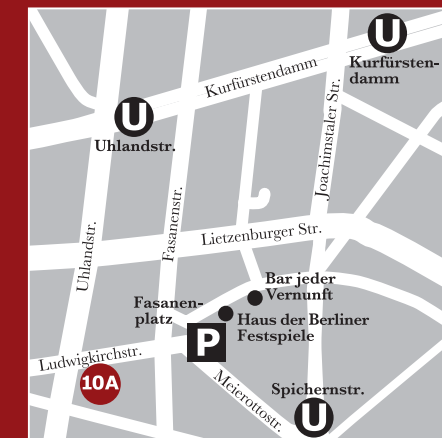 U
Kurfürsten-
damm
Kurfürstendamm
U
Uhlandstr.
Joachimstaler Str.
Fasanenstr.
Uhlandstr.
Lietzenburger Str.
Bar jeder
Vernunft
Fasanen-
platz
Haus der Berliner
Festspiele
P
Ludwigkirchstr.
10A
Meierottostr.
Spichernstr.
U